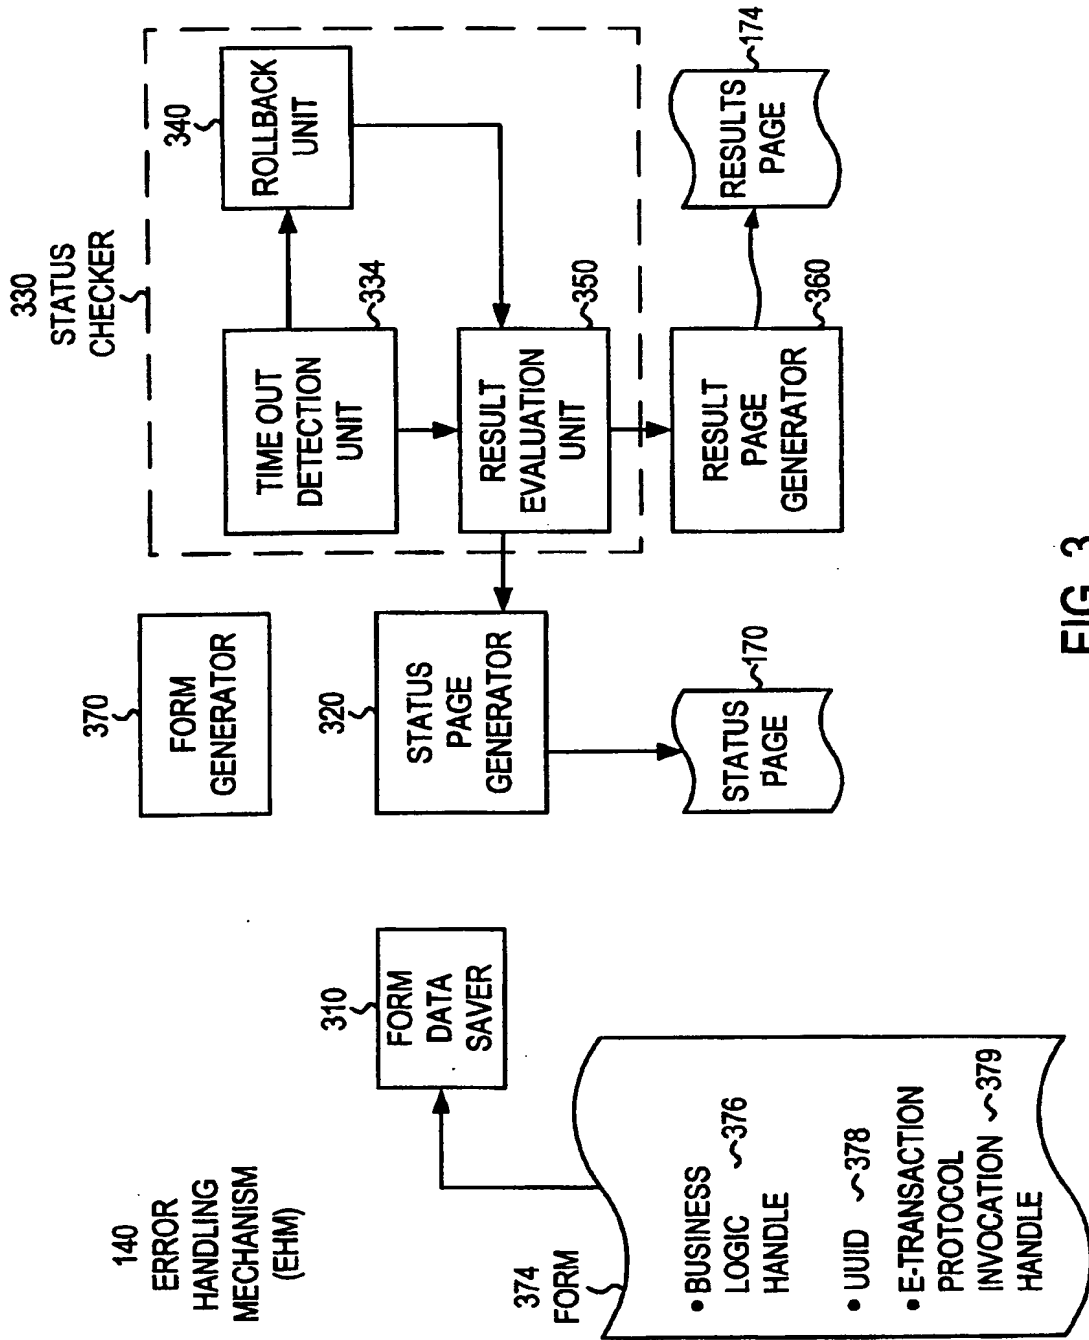 140
ERROR
HANDLING
MECHANISM
(EHM)
374
FORM
• BUSINESS
LOGIC 376
HANDLE
• UUID 378
• E-TRANSACTION
PROTOCOL
INVOCATION 379
HANDLE
310
FORM
DATA
SAVER
370
FORM
GENERATOR
320
STATUS
PAGE
GENERATOR
STATUS
PAGE
170
330
STATUS
CHECKER
TIME OUT
DETECTION
UNIT
334
340
ROLLBACK
UNIT
RESULT
EVALUATION
UNIT
350
RESULT
PAGE
GENERATOR
360
RESULTS
PAGE
174
FIG. 3